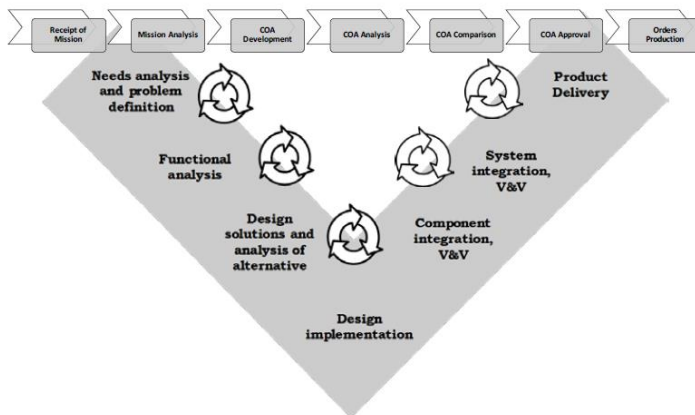 Receipt of
Mission
Mission Analysis
COA
Development
COA Analysis
COA Comparison
COA Approval
Orders
Production
Needs analysis
and problem
definition
Product
Delivery
Functional
analysis
System
integration,
V&V
Design
solutions and
analysis of
alternative
Component
integration,
V&V
Design
implementation